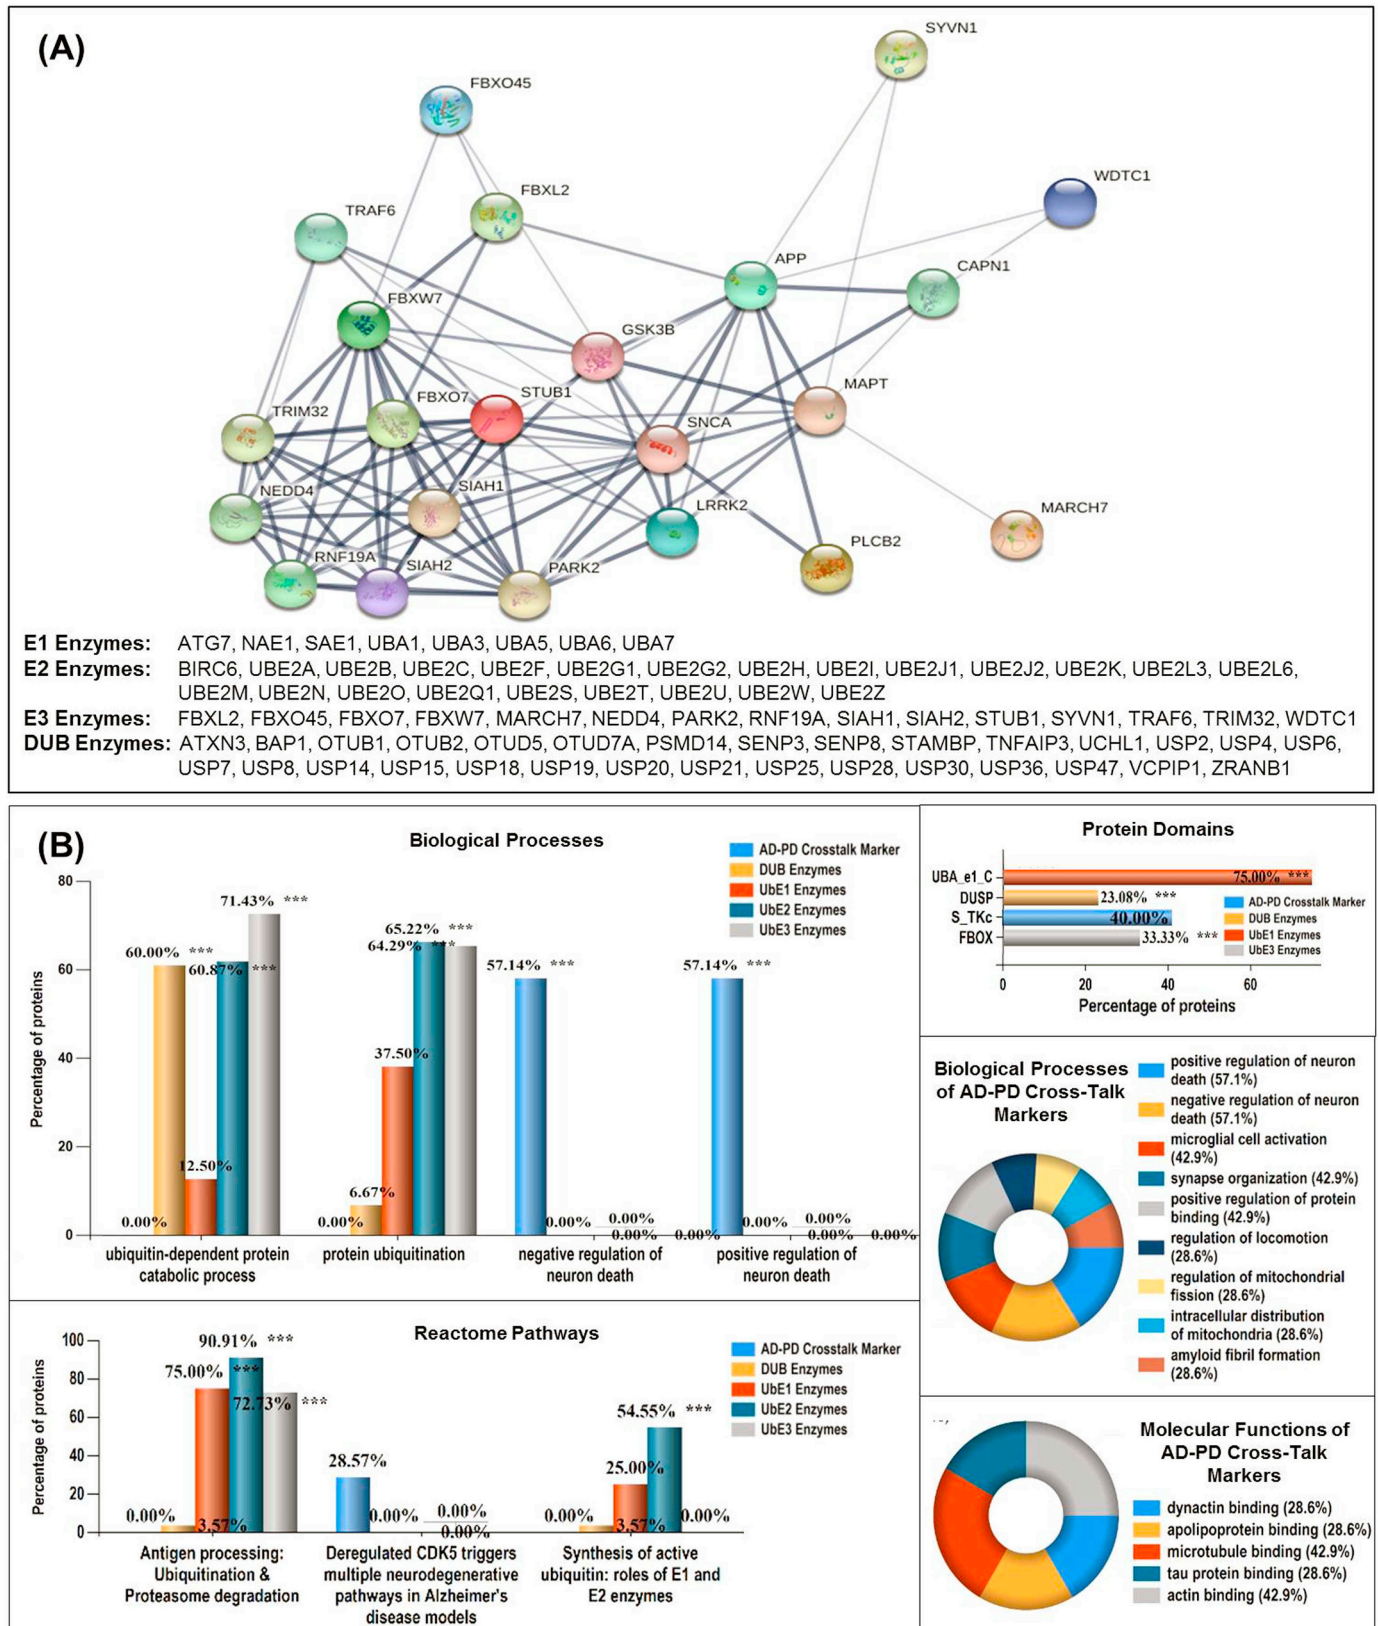 (A)
SYVN1
FBXO45
WDTC1
FBXL2
TRAF6
APP
CAPN1
FBXW7
GSK3B
MAPT
STUB1
FBXO7
TRIM32
SNCA
SIAH1
NEDD4
LRRK2
MARCH7
PLCB2
RNF19A
SIAH2
PARK2
E1 Enzymes: ATG7, NAE1, SAE1, UBA1, UBA3, UBA5, UBA6, UBA7
E2 Enzymes: BIRC6, UBE2A, UBE2B, UBE2C, UBE2F, UBE2G1, UBE2G2, UBE2H, UBE2I, UBE2J1, UBE2J2, UBE2K, UBE2L3, UBE2L6,
UBE2M, UBE2N, UBE2O, UBE2Q1, UBE2S, UBE2T, UBE2U, UBE2W, UBE2Z
E3 Enzymes: FBXL2, FBXO45, FBXO7, FBXW7, MARCH7, NEDD4, PARK2, RNF19A, SIAH1, SIAH2, STUB1, SYVN1, TRAF6, TRIM32, WDTC1
DUB Enzymes: ATXN3, BAP1, OTUB1, OTUB2, OTUD5, OTUD7A, PSMD14, SENP3, SENP8, STAMBP, TNFAIP3, UCHL1, USP2, USP4, USP6,
USP7, USP8, USP14, USP15, USP18, USP19, USP20, USP21, USP25, USP28, USP30, USP36, USP47, VCPIP1, ZRANB1
(B)
Biological Processes
AD-PD Crosstalk Marker
DUB Enzymes
UbE1 Enzymes
UbE2 Enzymes
UbE3 Enzymes
Percentage of proteins
80
60
40
20
0
0.00%
60.00% ***
12.50%
60.87% ***
71.43% ***
0.00%
6.67%
37.50%
65.22% ***
64.29% ***
57.14% ***
0.00%
0.00%
0.00%
0.00%
57.14% ***
0.00%
0.00%
0.00%
0.00%
ubiquitin-dependent protein
catabolic process
protein ubiquitination
negative regulation of
neuron death
positive regulation of
neuron death
Protein Domains
UBA_e1_C
75.00% ***
DUSP
23.08% ***
S_TKc
40.00%
FBOX
33.33% ***
AD-PD Crosstalk Marker
DUB Enzymes
UbE1 Enzymes
UbE3 Enzymes
0
20
40
60
Percentage of proteins
Biological Processes
of AD-PD Cross-Talk
Markers
positive regulation of neuron
death (57.1%)
negative regulation of neuron
death (57.1%)
microglial cell activation
(42.9%)
synapse organization (42.9%)
positive regulation of protein
binding (42.9%)
regulation of locomotion
(28.6%)
regulation of mitochondrial
fission (28.6%)
intracellular distribution
of mitochondria (28.6%)
amyloid fibril formation
(28.6%)
Reactome Pathways
AD-PD Crosstalk Marker
DUB Enzymes
UbE1 Enzymes
UbE2 Enzymes
UbE3 Enzymes
Percentage of proteins
100
80
60
40
20
0
0.00%
3.57%
75.00% ***
90.91% ***
72.73% ***
28.57%
0.00%
0.00%
0.00%
0.00%
3.57%
25.00%
54.55% ***
0.00%
Antigen processing:
Ubiquitination &
Proteasome degradation
Deregulated CDK5 triggers
multiple neurodegenerative
pathways in Alzheimer's
disease models
Synthesis of active
ubiquitin: roles of E1 and
E2 enzymes
Molecular Functions of
AD-PD Cross-Talk
Markers
dynactin binding (28.6%)
apolipoprotein binding (28.6%)
microtubule binding (42.9%)
tau protein binding (28.6%)
actin binding (42.9%)